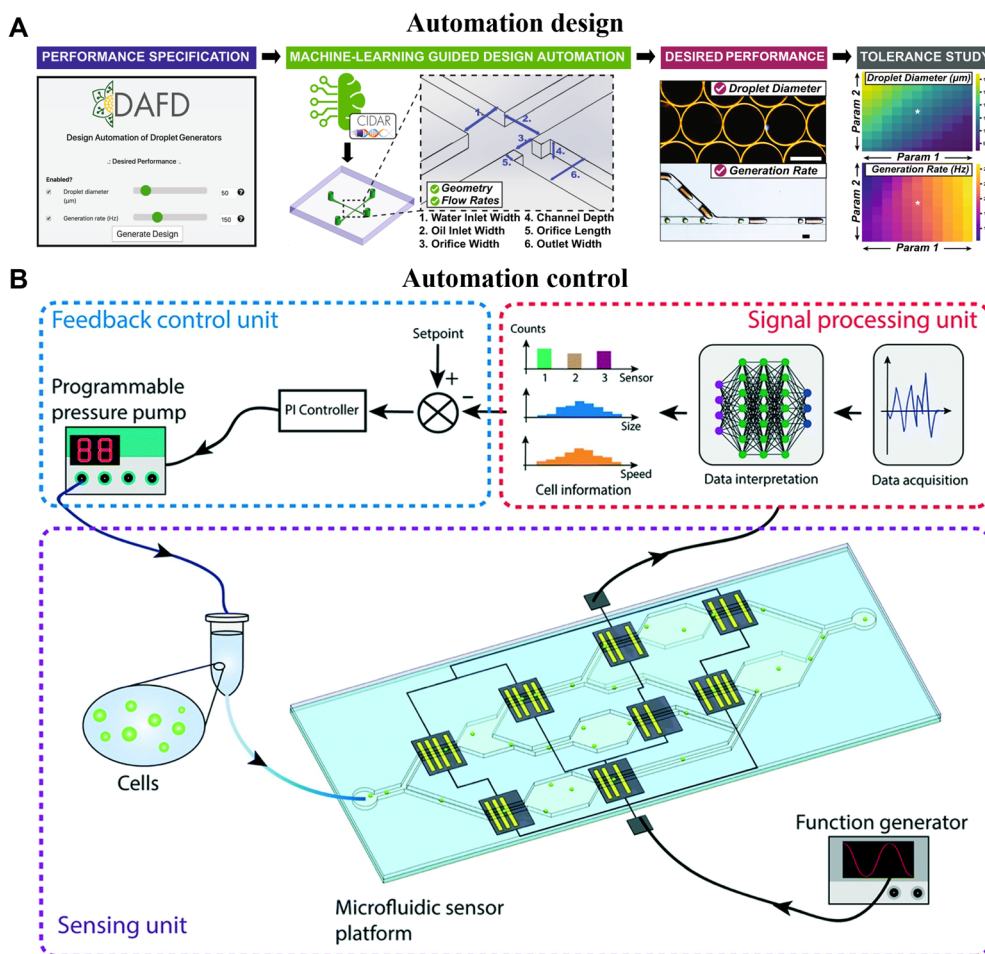 Automation design
A
PERFORMANCE SPECIFICATION
MACHINE-LEARNING GUIDED DESIGN AUTOMATION
DESIRED PERFORMANCE
TOLERANCE STUDY
DAFD
Design Automation of Droplet Generators
.: Desired Performance :.
Enabled?
Droplet diameter
(μm)
50
?
Generation rate (Hz)
150
?
Generate Design
CIDAR
1.
2.
3.
4.
5.
6.
Geometry
Flow Rates
1. Water Inlet Width
2. Oil Inlet Width
3. Orifice Width
4. Channel Depth
5. Orifice Length
6. Outlet Width
Droplet Diameter
Generation Rate
Droplet Diameter (μm)
Param 2
Param 1
Generation Rate (Hz)
Param 2
Param 1
B
Automation control
Feedback control unit
Setpoint
+
-
PI Controller
Programmable
pressure pump
88
Signal processing unit
Counts
1 2 3 Sensor
Size
Speed
Cell information
Data interpretation
Data acquisition
Cells
Function generator
Microfluidic sensor
platform
Sensing unit